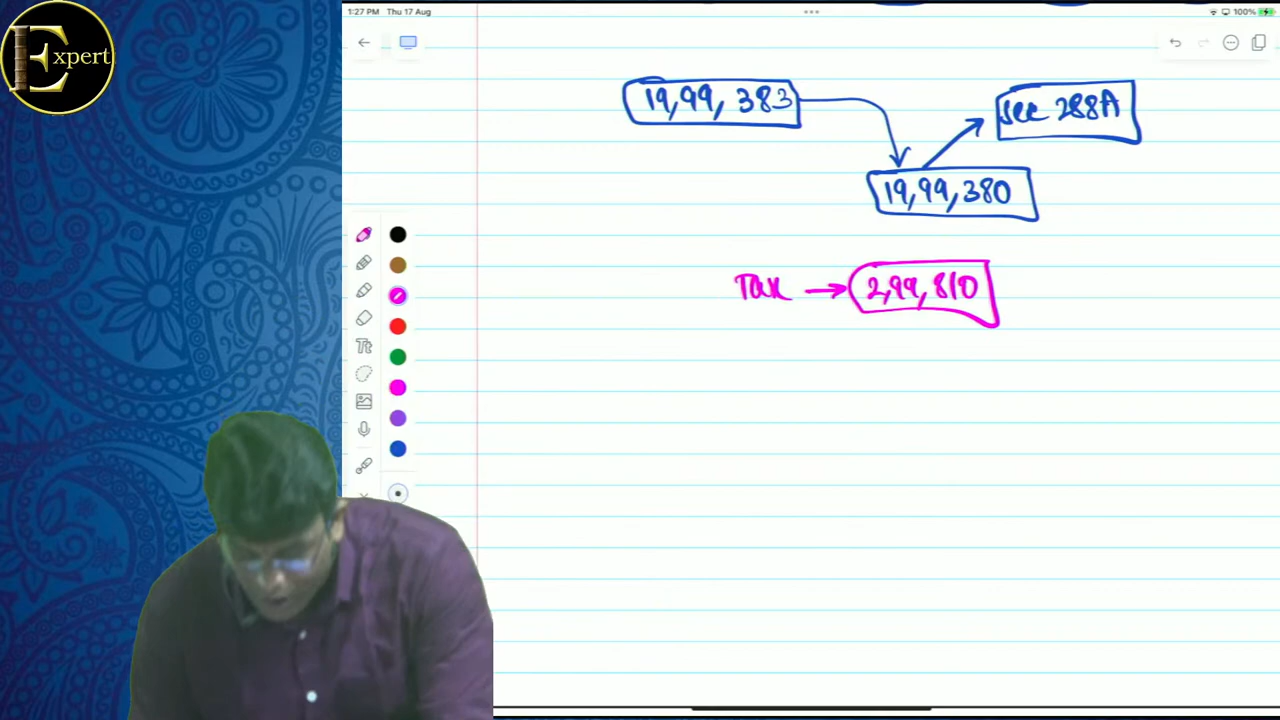 Expert
1:27 PM Thu 17 Aug
100%
19,99,383
Sec 288A
19,99,380
Tax → 2,99,810
Tt